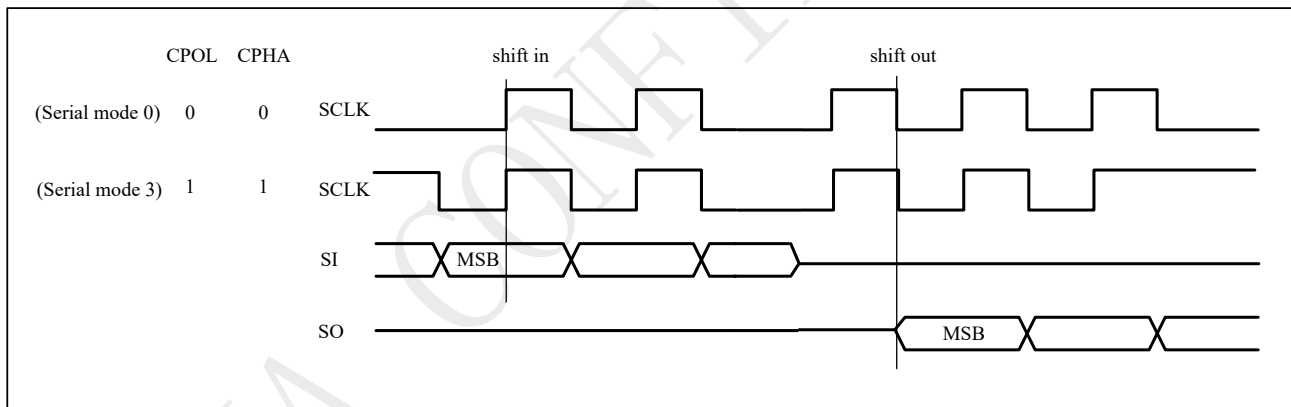 CPOL CPHA shift in shift out
(Serial mode 0) 0 0 SCLK
(Serial mode 3) 1 1 SCLK
SI MSB
SO MSB